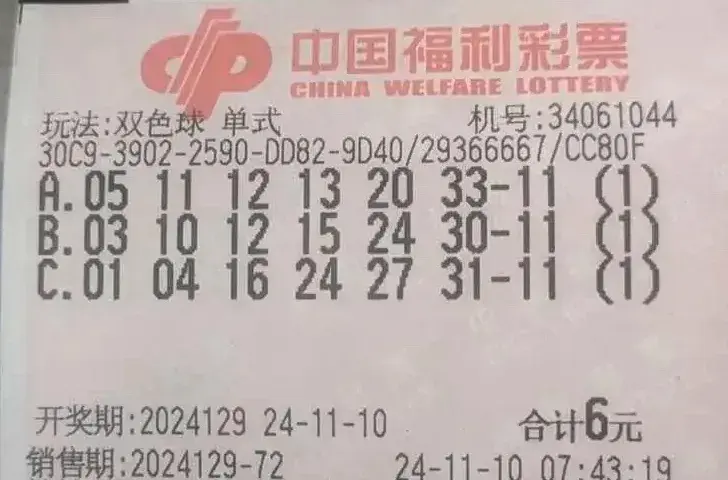 中国福利彩票
CHINA WELFARE LOTTERY
玩法:双色球 单式 机号:34061044
30C9-3902-2590-DD82-9D40/29366667/CC80F
A.05 11 12 13 20 33-11 (1)
B.03 10 12 15 24 30-11 (1)
C.01 04 16 24 27 31-11 (1)
开奖期:2024129 24-11-10 合计6元
销售期:2024129-72 24-11-10 07:43:19